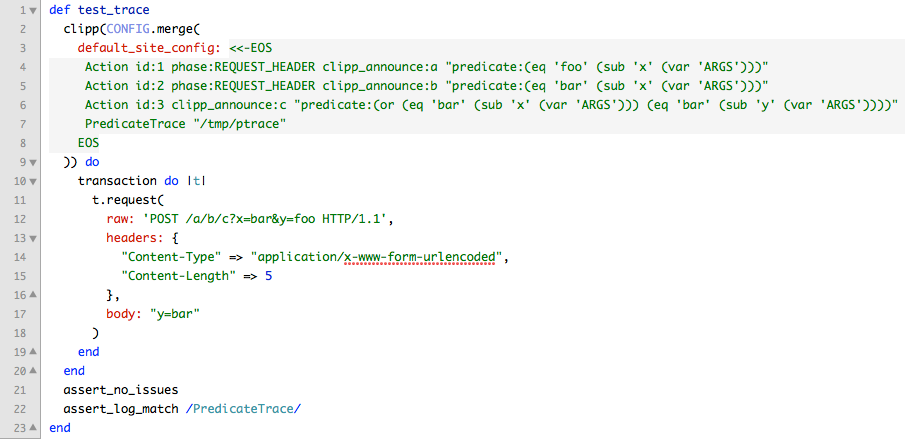 1 def test_trace
2 clipp(CONFIG.merge(
3 default_site_config: <<-EOS
4 Action id:1 phase:REQUEST_HEADER clipp_announce:a "predicate:(eq 'foo' (sub 'x' (var 'ARGS')))"
5 Action id:2 phase:REQUEST_HEADER clipp_announce:b "predicate:(eq 'bar' (sub 'x' (var 'ARGS')))"
6 Action id:3 clipp_announce:c "predicate:(or (eq 'bar' (sub 'x' (var 'ARGS'))) (eq 'bar' (sub 'y' (var 'ARGS'))))"
7 PredicateTrace "/tmp/ptrace"
8 EOS
9 )) do
10 transaction do |t|
11 t.request(
12 raw: 'POST /a/b/c?x=bar&y=foo HTTP/1.1',
13 headers: {
14 "Content-Type" => "application/x-www-form-urlencoded",
15 "Content-Length" => 5
16 },
17 body: "y=bar"
18 )
19 end
20 end
21 assert_no_issues
22 assert_log_match /PredicateTrace/
23 end